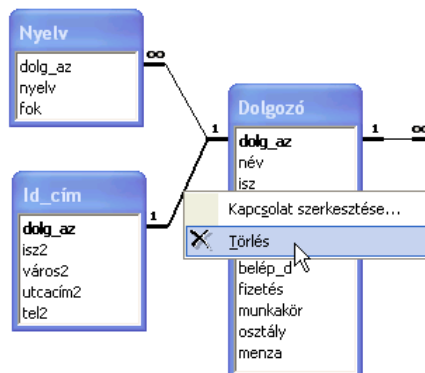 Nyelv
dolg_az
nyelv
fok
∞
1
Dolgozó
dolg_az
név
isz
1
∞
Id_cím
dolg_az
isz2
város2
utcacím2
tel2
1
Kapcsolat szerkesztése...
Törlés
belép_d
fizetés
munkakör
osztály
menza